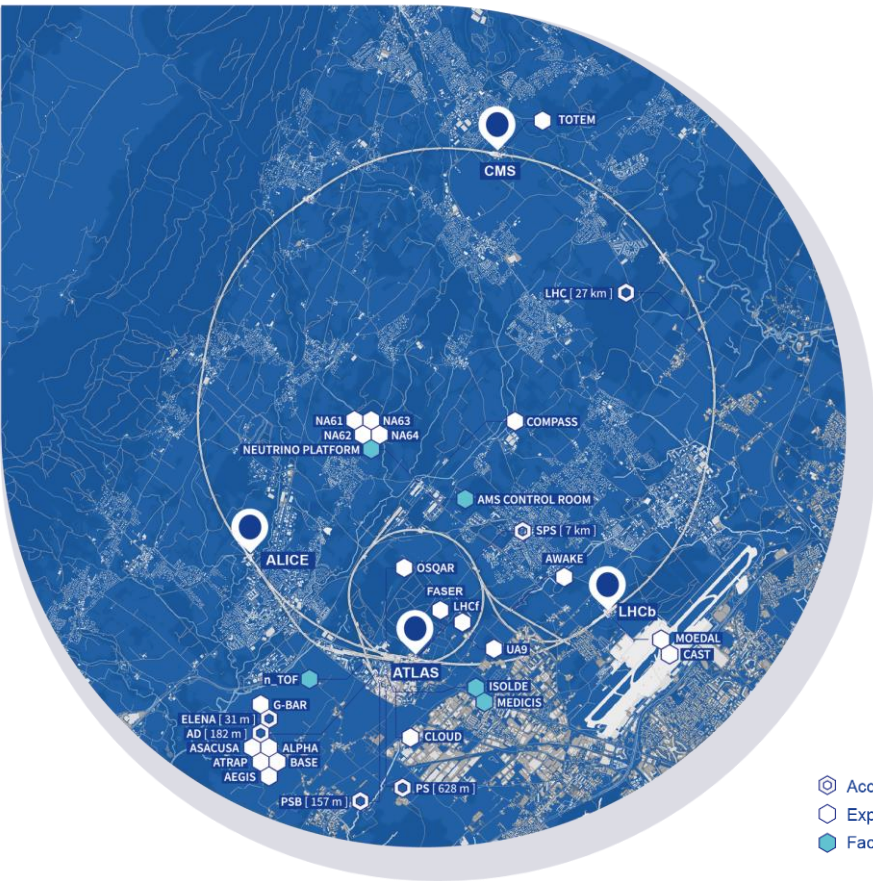 TOTEM
CMS
LHC [ 27 km ]
NA61 NA63
NA62 NA64
NEUTRINO PLATFORM
COMPASS
AMS CONTROL ROOM
SPS [ 7 km ]
ALICE
OSQAR
AWAKE
FASER
LHCf
LHCb
ATLAS
UA9
MOEDAL
CAST
n_TOF
ISOLDE
MEDICIS
G-BAR
ELENA [ 31 m ]
AD [ 182 m ]
ASACUSA ALPHA
ATRAP BASE
AEGIS
CLOUD
PS [ 628 m ]
PSB [ 157 m ]
Acc
Exp
Fac